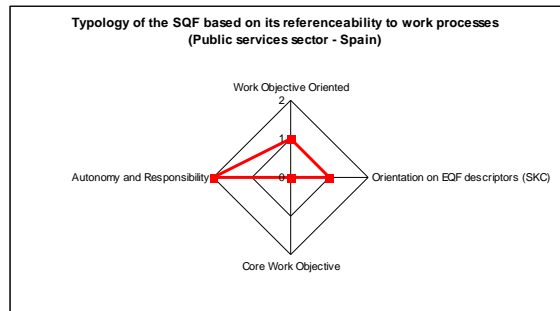 Typology of the SQF based on its referenceability to work processes
(Public services sector - Spain)
Work Objective Oriented
2
1
Autonomy and Responsibility
0
Orientation on EQF descriptors (SKC)
Core Work Objective